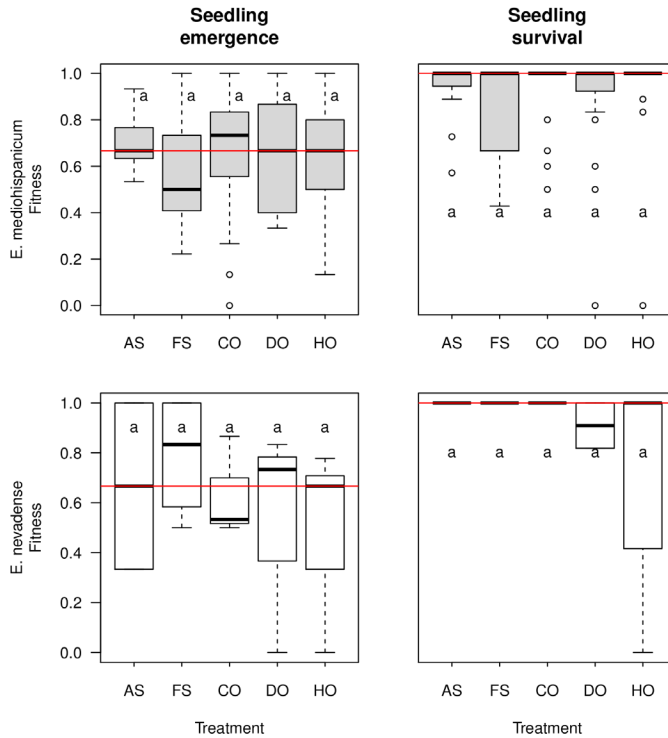 Seedling
emergence
Seedling
survival
E. mediohispanicum
Fitness
1.0
0.8
0.6
0.4
0.2
0.0
a a a a a
AS FS CO DO HO
a a a a a
AS FS CO DO HO
E. nevadense
Fitness
1.0
0.8
0.6
0.4
0.2
0.0
a a a a a
AS FS CO DO HO
Treatment
a a a a a
AS FS CO DO HO
Treatment